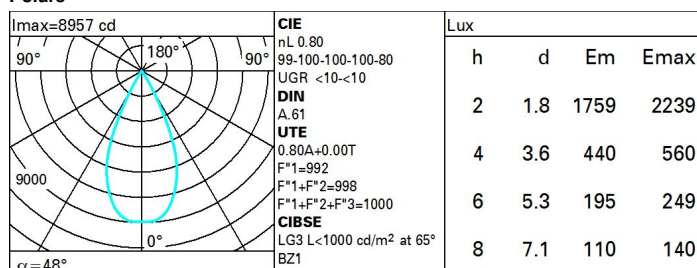 Imax=8957 cd
90° 180° 90°
9000
0°
α=48°
CIE
nL 0.80
99-100-100-100-80
UGR <10-<10
DIN
A.61
UTE
0.80A+0.00T
F"1=992
F"1+F"2=998
F"1+F"2+F"3=1000
CIBSE
LG3 L<1000 cd/m² at 65°
BZ1
Lux
h d Em Emax
2 1.8 1759 2239
4 3.6 440 560
6 5.3 195 249
8 7.1 110 140